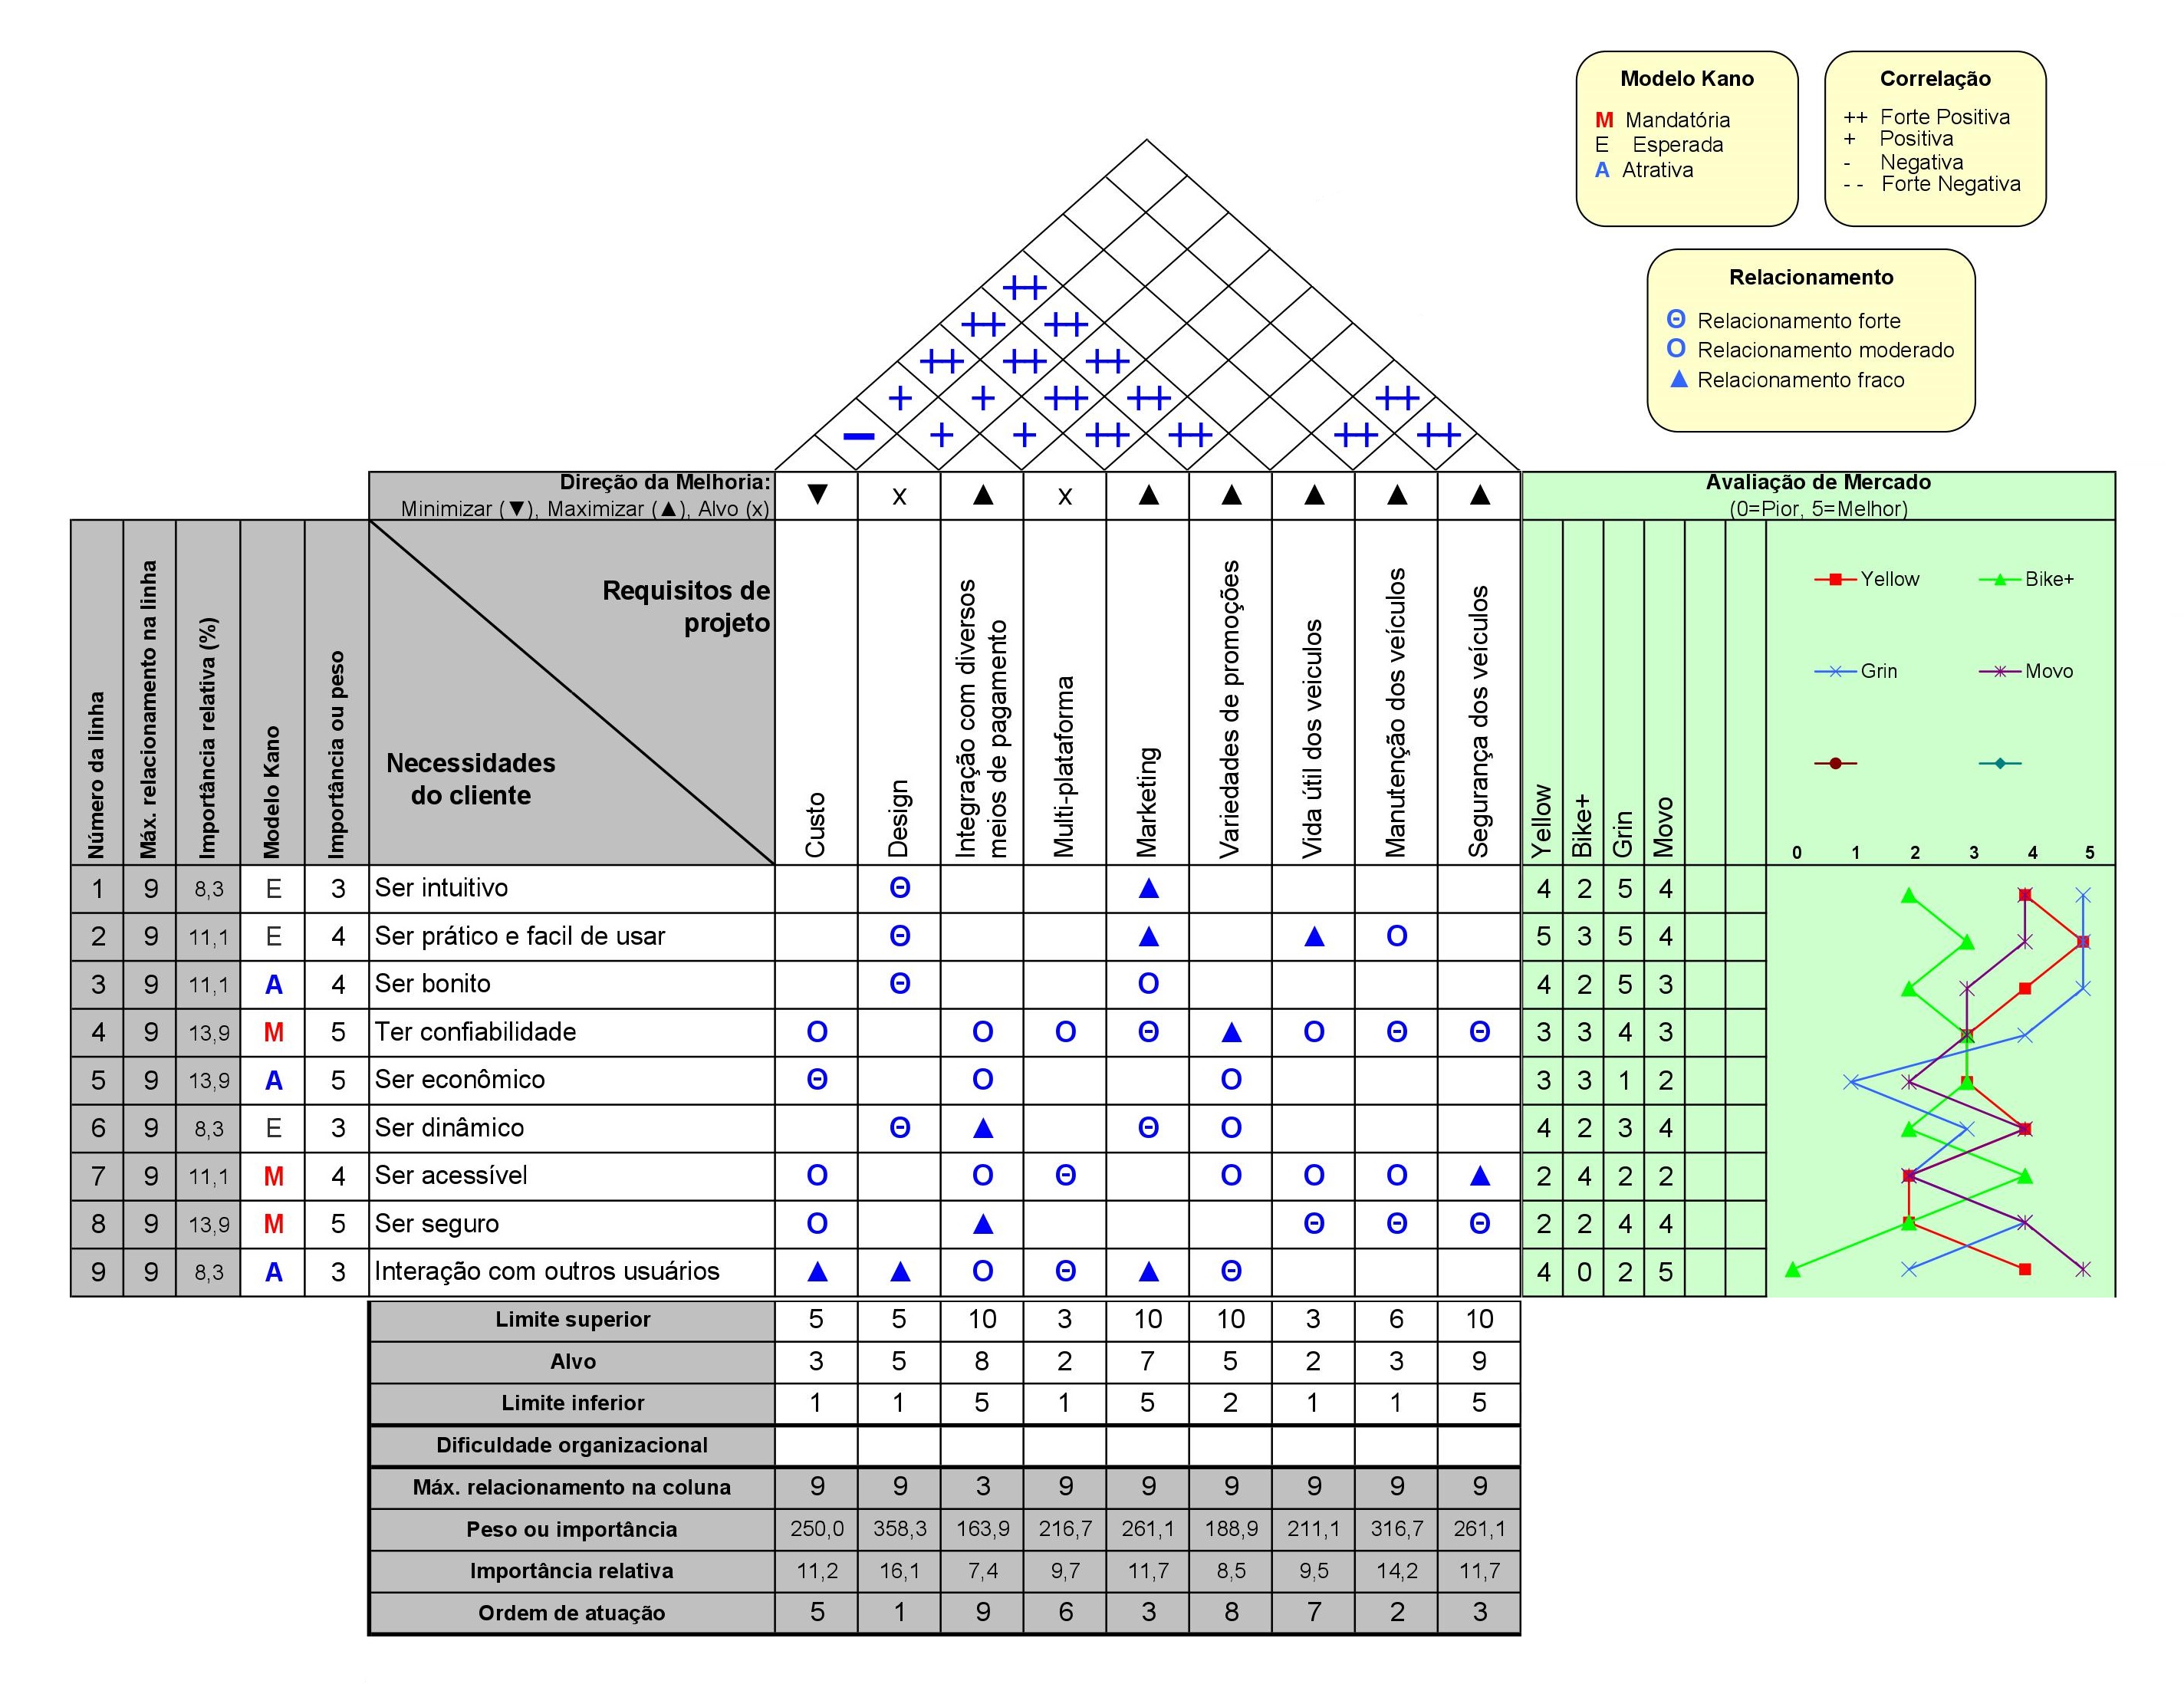 Modelo Kano
M Mandatória
E Esperada
A Atrativa
Correlação
++ Forte Positiva
+ Positiva
- Negativa
- - Forte Negativa
Relacionamento
Θ Relacionamento forte
O Relacionamento moderado
▲ Relacionamento fraco
++
++ ++
++ ++ ++
+ + ++ ++ ++
− + + ++ ++ ++ ++
Direção da Melhoria:
Minimizar (▼), Maximizar (▲), Alvo (x)
▼ x ▲ x ▲ ▲ ▲ ▲ ▲
Avaliação de Mercado
(0=Pior, 5=Melhor)
Número da linha
Máx. relacionamento na linha
Importância relativa (%)
Modelo Kano
Importância ou peso
Requisitos de
projeto
Necessidades
do cliente
Custo
Design
Integração com diversos
meios de pagamento
Multi-plataforma
Marketing
Variedades de promoções
Vida útil dos veiculos
Manutenção dos veículos
Segurança dos veículos
Yellow
Bike+
Grin
Movo
Yellow Bike+
Grin Movo
0 1 2 3 4 5
1 9 8,3 E 3 Ser intuitivo Θ ▲ 4 2 5 4
2 9 11,1 E 4 Ser prático e facil de usar Θ ▲ ▲ O 5 3 5 4
3 9 11,1 A 4 Ser bonito Θ O 4 2 5 3
4 9 13,9 M 5 Ter confiabilidade O O O Θ ▲ O Θ Θ 3 3 4 3
5 9 13,9 A 5 Ser econômico Θ O O 3 3 1 2
6 9 8,3 E 3 Ser dinâmico Θ ▲ Θ O 4 2 3 4
7 9 11,1 M 4 Ser acessível O O Θ O O O ▲ 2 4 2 2
8 9 13,9 M 5 Ser seguro O ▲ Θ Θ Θ 2 2 4 4
9 9 8,3 A 3 Interação com outros usuários ▲ ▲ O Θ ▲ Θ 4 0 2 5
Limite superior 5 5 10 3 10 10 3 6 10
Alvo 3 5 8 2 7 5 2 3 9
Limite inferior 1 1 5 1 5 2 1 1 5
Dificuldade organizacional
Máx. relacionamento na coluna 9 9 3 9 9 9 9 9 9
Peso ou importância 250,0 358,3 163,9 216,7 261,1 188,9 211,1 316,7 261,1
Importância relativa 11,2 16,1 7,4 9,7 11,7 8,5 9,5 14,2 11,7
Ordem de atuação 5 1 9 6 3 8 7 2 3